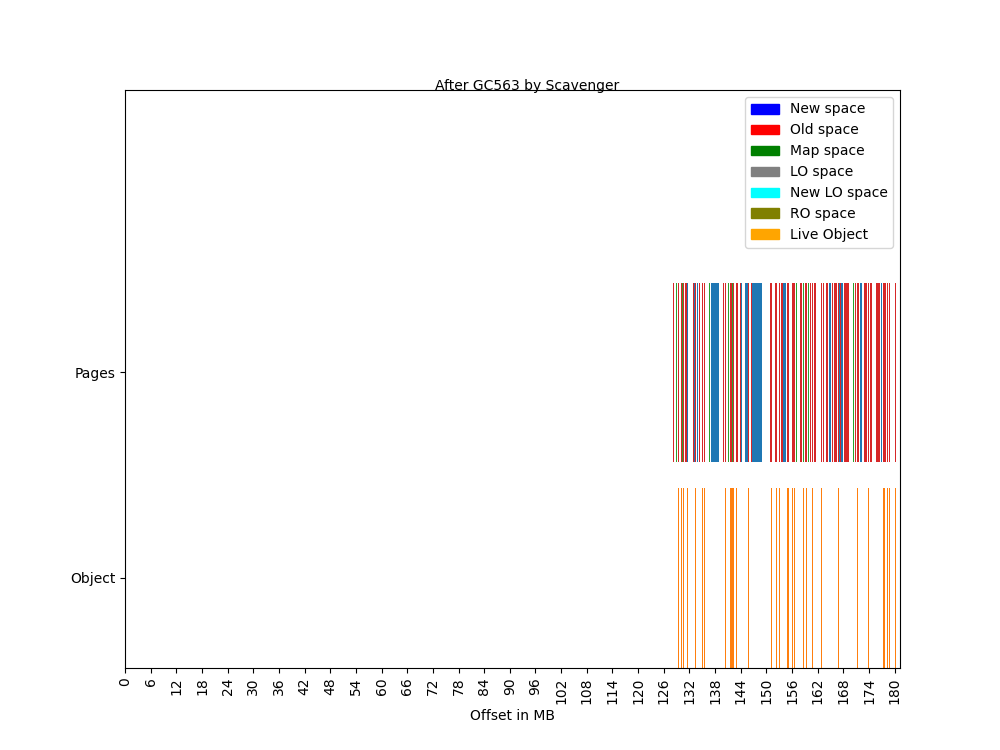 After GC563 by Scavenger
New space
Old space
Map space
LO space
New LO space
RO space
Live Object
Pages
Object
0 6 12 18 24 30 36 42 48 54 60 66 72 78 84 90 96 102 108 114 120 126 132 138 144 150 156 162 168 174 180
Offset in MB